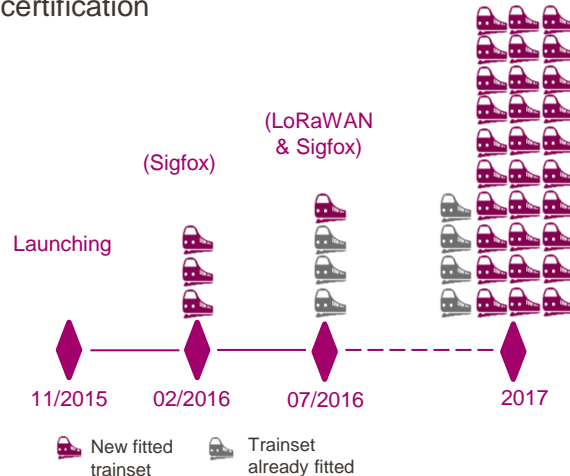 certification
(LoRaWAN
& Sigfox)
(Sigfox)
Launching
11/2015
02/2016
07/2016
2017
New fitted
trainset
Trainset
already fitted